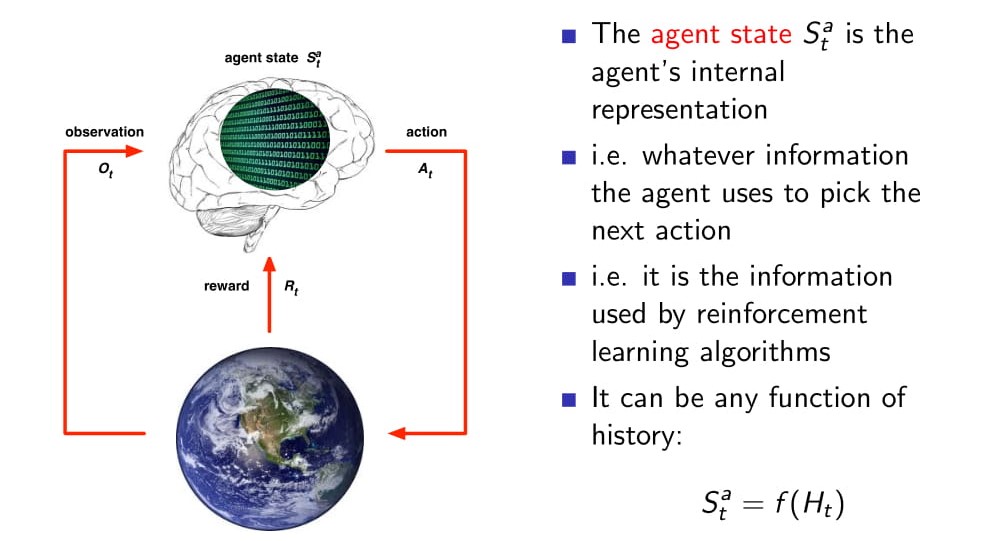 agent state S_t^a
observation
O_t
action
A_t
reward
R_t
The agent state S_t^a is the
agent's internal
representation
i.e. whatever information
the agent uses to pick the
next action
i.e. it is the information
used by reinforcement
learning algorithms
It can be any function of
history:
S_t^a = f(H_t)